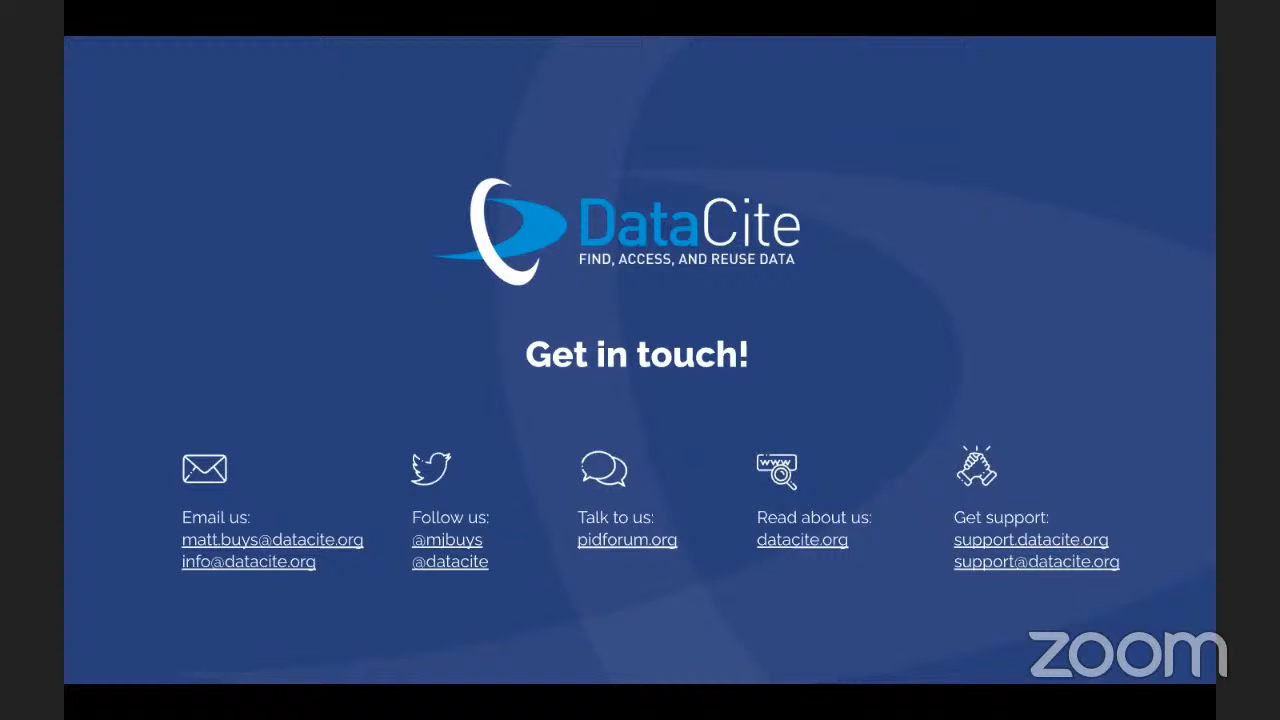 DataCite
FIND, ACCESS, AND REUSE DATA
Get in touch!
Email us:
matt.buys@datacite.org
info@datacite.org
Follow us:
@mjbuys
@datacite
Talk to us:
pidforum.org
www
Read about us:
datacite.org
Get support:
support.datacite.org
support@datacite.org
zoom